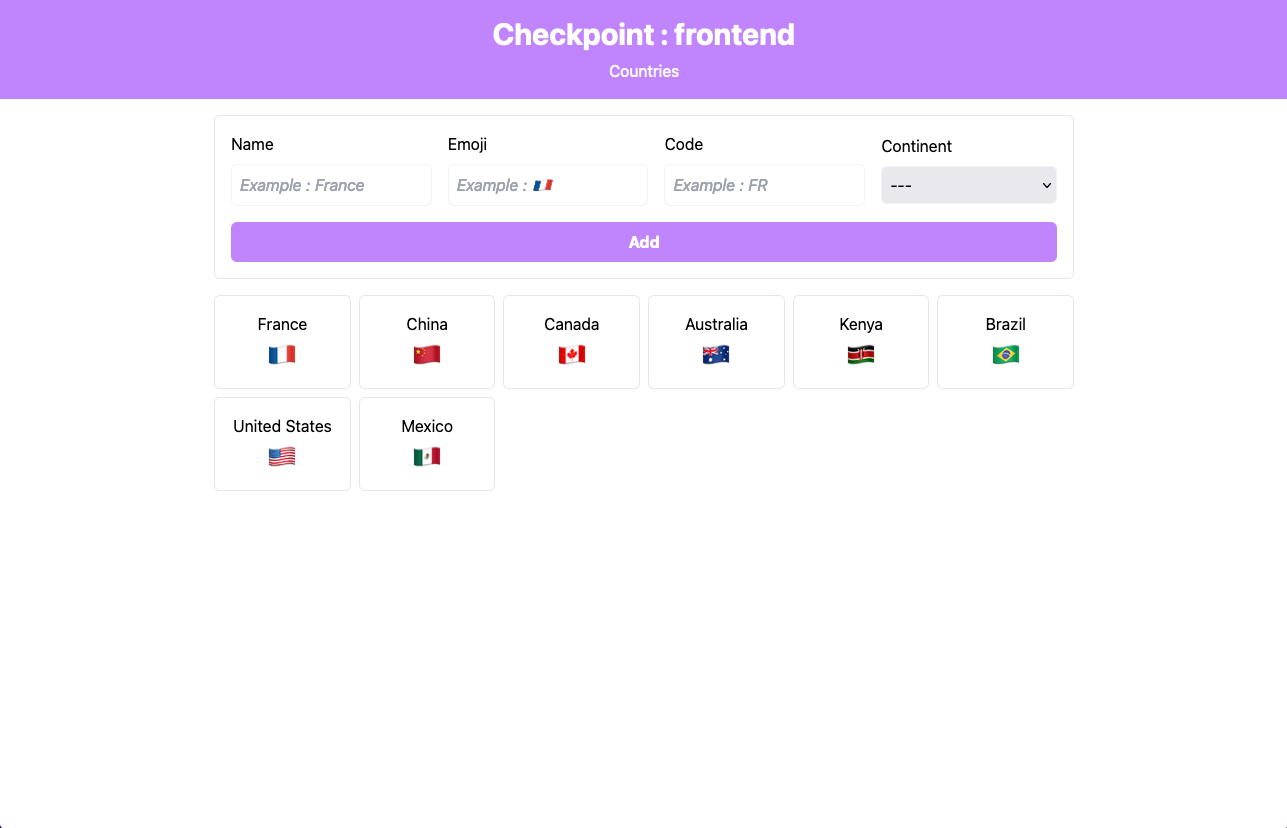 Checkpoint : frontend
Countries
Name Emoji Code Continent
Example : France Example : 🇫🇷 Example : FR ---
Add
France China Canada Australia Kenya Brazil
🇫🇷 🇨🇳 🇨🇦 🇦🇺 🇰🇪 🇧🇷
United States Mexico
🇺🇸 🇲🇽